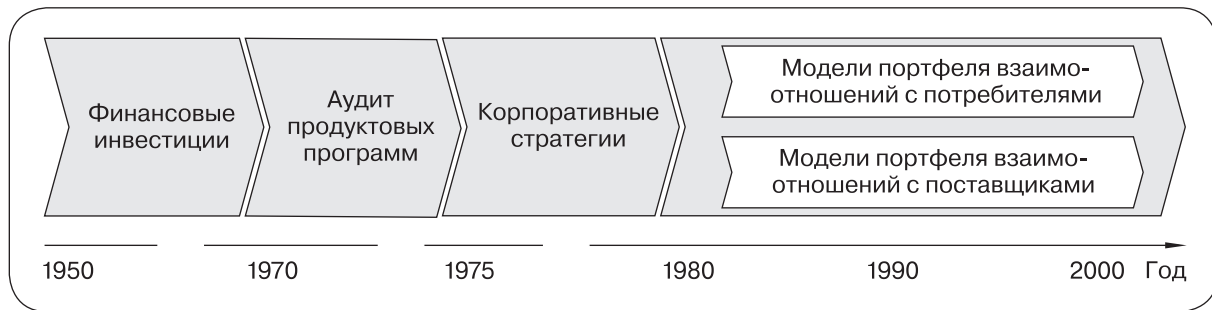 Финансовые
инвестиции
Аудит
продуктовых
программ
Корпоративные
стратегии
Модели портфеля взаимо-
отношений с потребителями
Модели портфеля взаимо-
отношений с поставщиками
1950 1970 1975 1980 1990 2000 Год